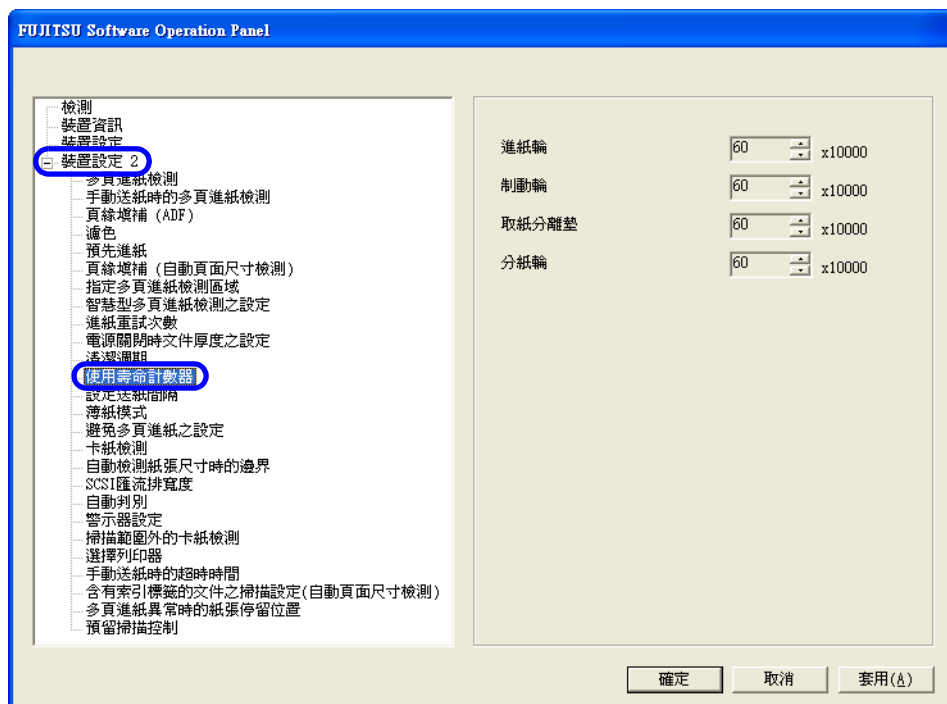 FUJITSU Software Operation Panel
檢測
裝置資訊
裝置設定
裝置設定 2
多頁進紙檢測
手動送紙時的多頁進紙檢測
頁緣填補 (ADF)
濾色
預先進紙
頁緣填補 (自動頁面尺寸檢測)
指定多頁進紙檢測區域
智慧型多頁進紙檢測之設定
進紙重試次數
電源關閉時文件厚度之設定
清潔週期
使用壽命計數器
設定送紙間隔
薄紙模式
避免多頁進紙之設定
卡紙檢測
自動檢測紙張尺寸時的邊界
SCSI匯流排寬度
自動判別
警示器設定
掃描範圍外的卡紙檢測
選擇列印器
手動送紙時的超時時間
含有索引標籤的文件之掃描設定(自動頁面尺寸檢測)
多頁進紙異常時的紙張停留位置
預留掃描控制
進紙輪 60 x10000
制動輪 60 x10000
取紙分離墊 60 x10000
分紙輪 60 x10000
確定 取消 套用(A)